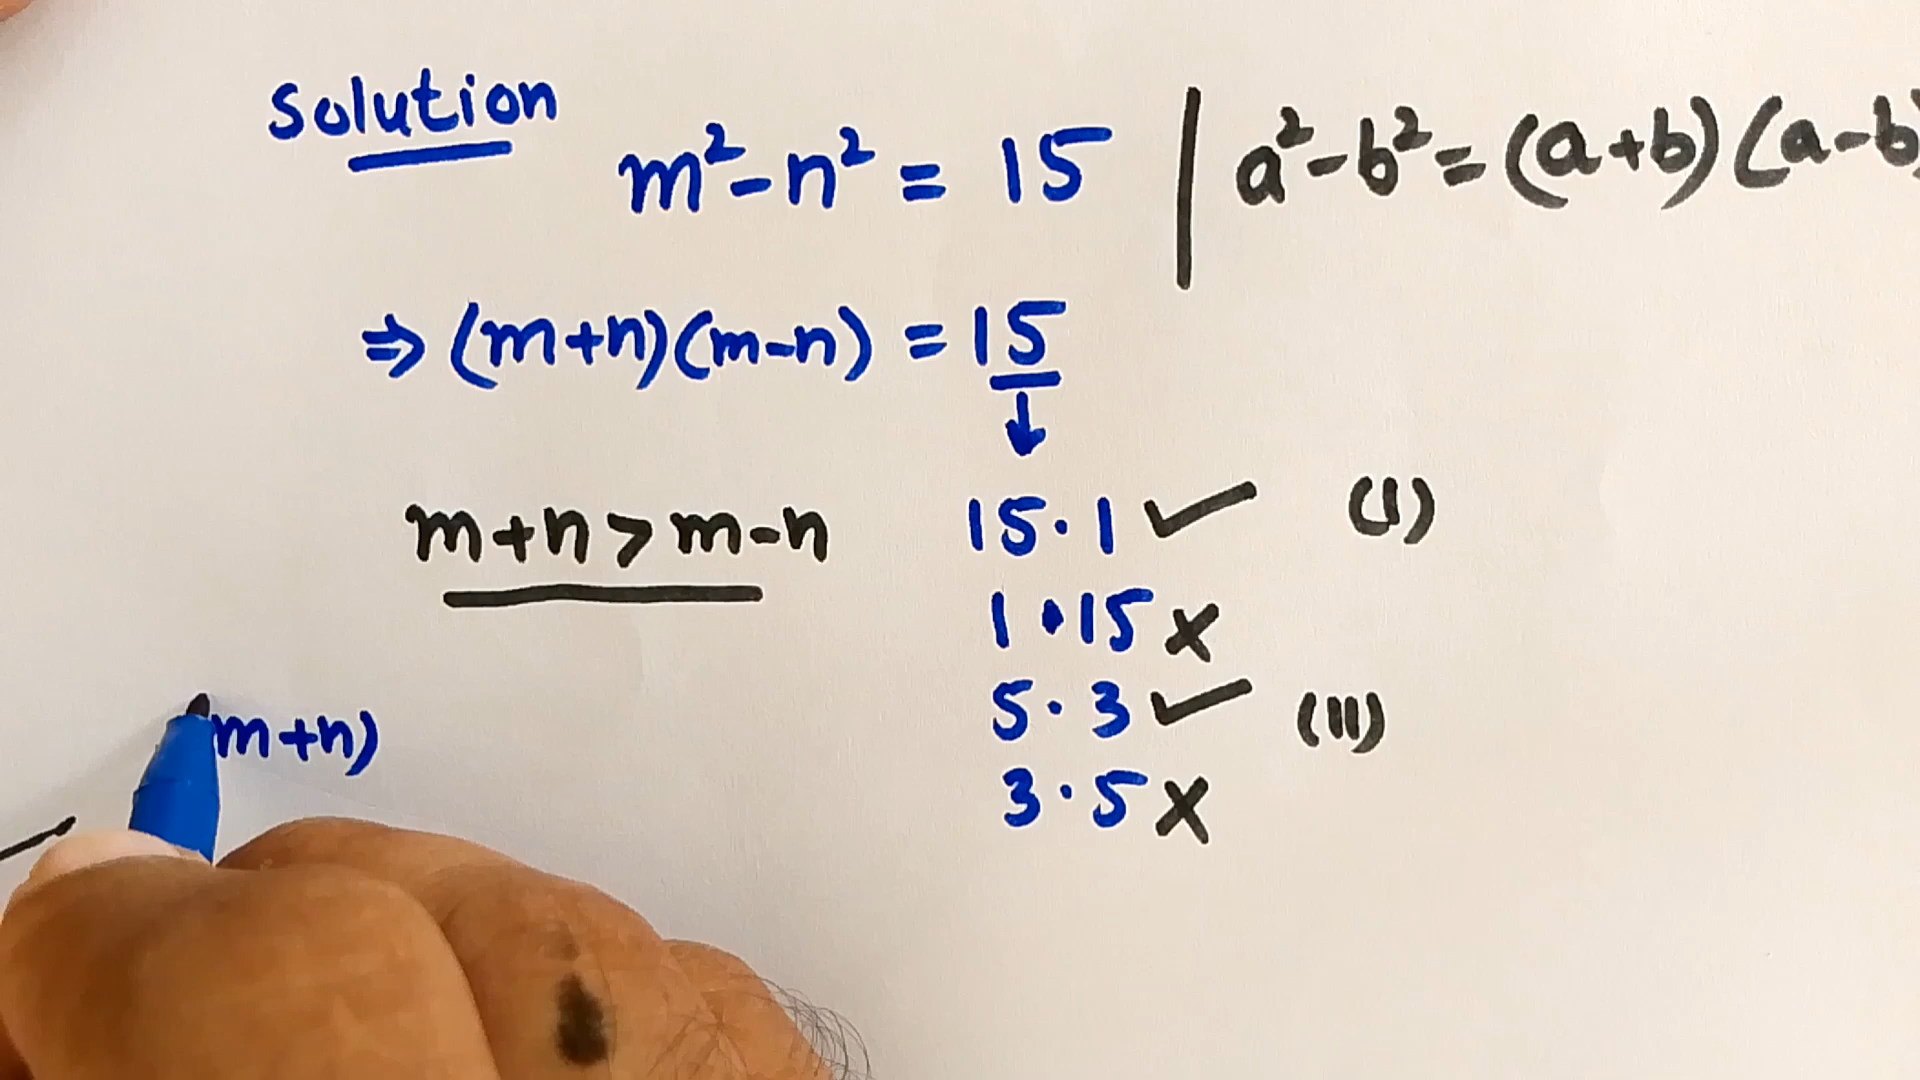 Solution
m²-n² = 15 | a²-b² = (a+b)(a-b)
⇒ (m+n)(m-n) = 15
↓
m+n > m-n
15·1 ✓ (I)
1·15 x
5·3 ✓ (II)
3·5 x
(m+n)